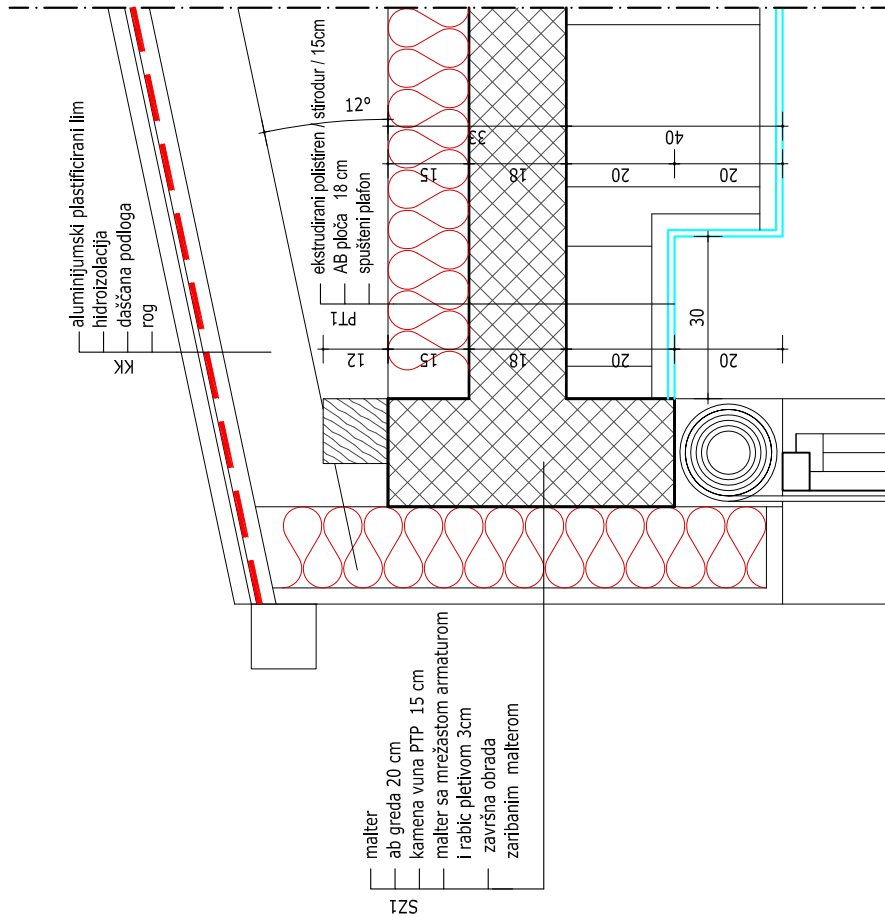 aluminijumski plastificirani lim
hidroizolacija
daščana podloga
rog
KK
12°
ekstrudirani polistiren / stirodur / 15cm
AB ploča 18 cm
spušteni plafon
PT1
33
40
15
18
20
20
30
12
15
18
20
20
malter
ab greda 20 cm
kamena vuna PTP 15 cm
malter sa mrežastom armaturom
i rabic pletivom 3cm
završna obrada
zaribanim malterom
SZ1